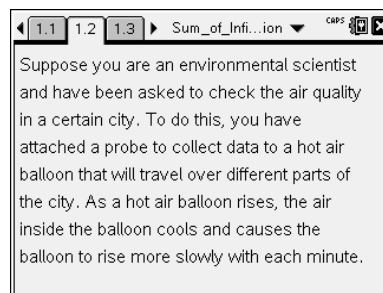 1.1 1.2 1.3 Sum_of_Infi...ion CAPS
Suppose you are an environmental scientist
and have been asked to check the air quality
in a certain city. To do this, you have
attached a probe to collect data to a hot air
balloon that will travel over different parts of
the city. As a hot air balloon rises, the air
inside the balloon cools and causes the
balloon to rise more slowly with each minute.